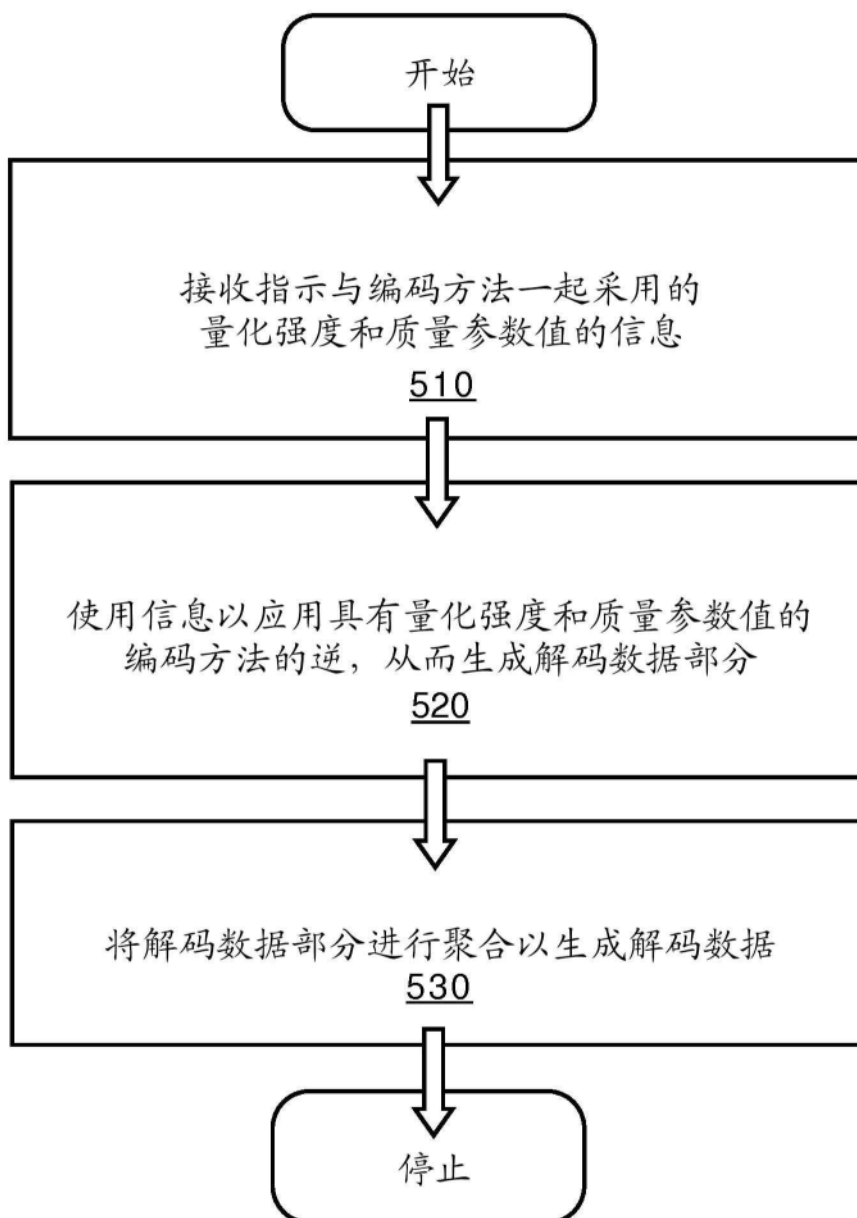 开始
接收指示与编码方法一起采用的
量化强度和质量参数值的信息
510
使用信息以应用具有量化强度和质量参数值的
编码方法的逆，从而生成解码数据部分
520
将解码数据部分进行聚合以生成解码数据
530
停止